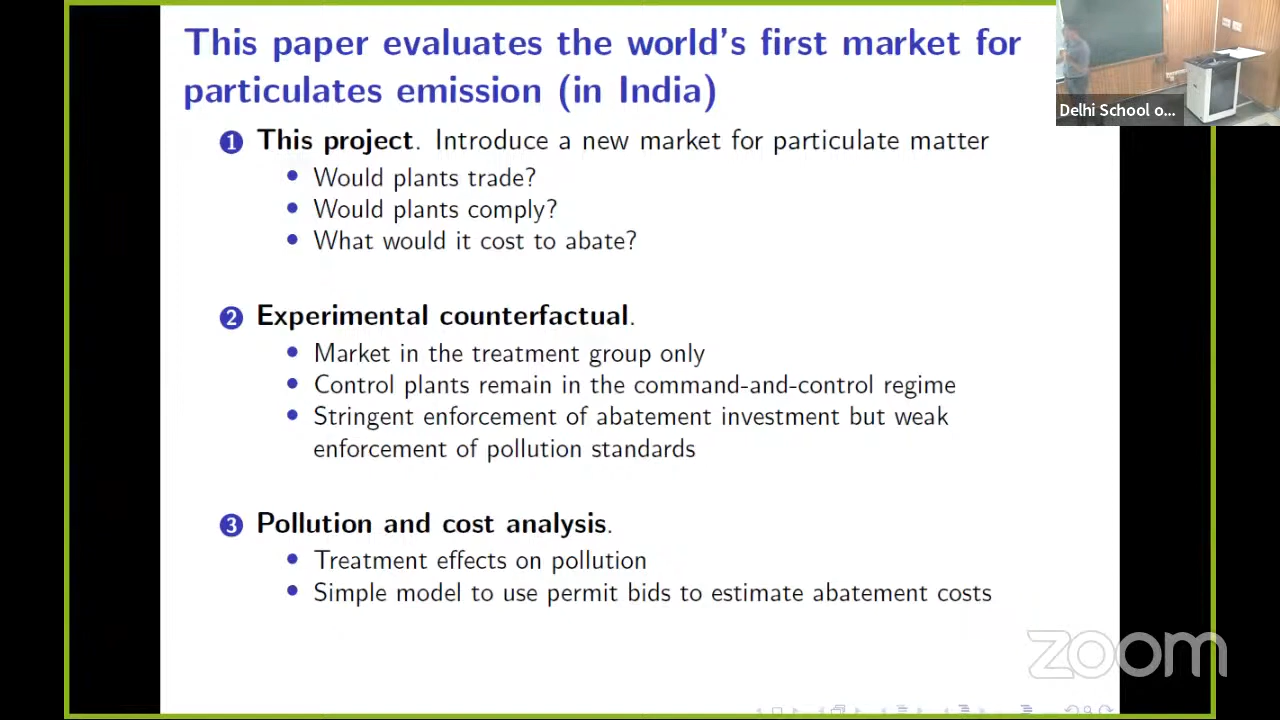 This paper evaluates the world's first market for
particulates emission (in India)
Delhi School o...
1 This project. Introduce a new market for particulate matter
• Would plants trade?
• Would plants comply?
• What would it cost to abate?
2 Experimental counterfactual.
• Market in the treatment group only
• Control plants remain in the command-and-control regime
• Stringent enforcement of abatement investment but weak
enforcement of pollution standards
3 Pollution and cost analysis.
• Treatment effects on pollution
• Simple model to use permit bids to estimate abatement costs
zoom